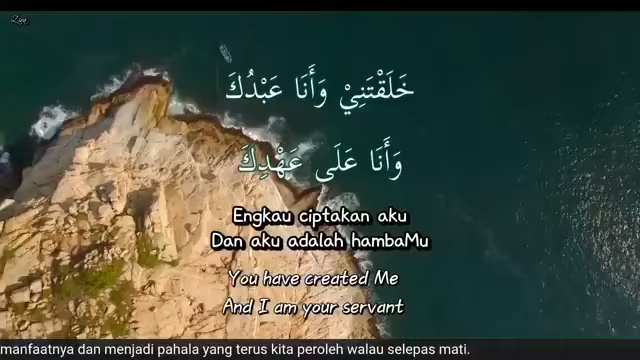 Ziya
خَلَقْتَنِيْ وَأَنَا عَبْدُكَ
وَأَنَا عَلَى عَهْدِكَ
Engkau ciptakan aku
Dan aku adalah hambaMu
You have created Me
And I am your servant
manfaatnya dan menjadi pahala yang terus kita peroleh walau selepas mati.